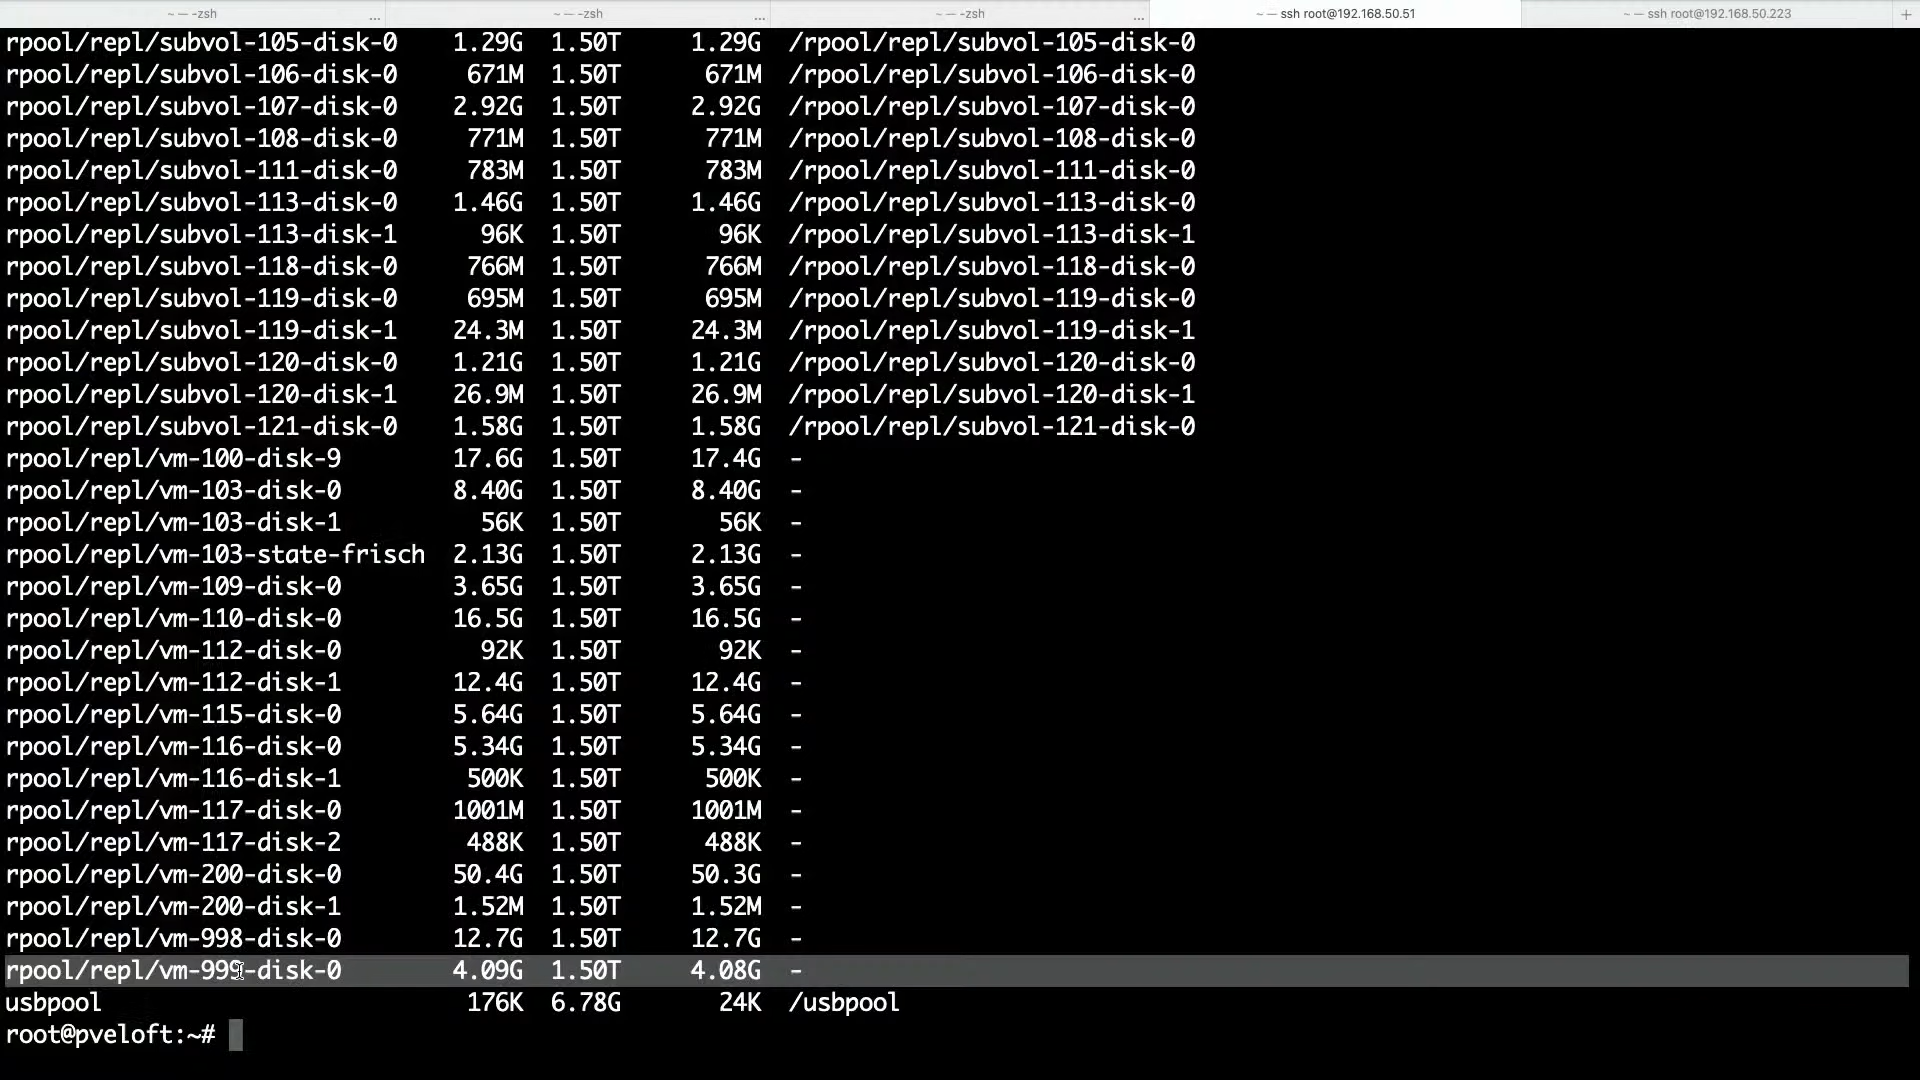 ~ — -zsh ... ~ — -zsh ... ~ — -zsh ... ~ — ssh root@192.168.50.51 ~ — ssh root@192.168.50.223 +
rpool/repl/subvol-105-disk-0 1.29G 1.50T 1.29G /rpool/repl/subvol-105-disk-0
rpool/repl/subvol-106-disk-0 671M 1.50T 671M /rpool/repl/subvol-106-disk-0
rpool/repl/subvol-107-disk-0 2.92G 1.50T 2.92G /rpool/repl/subvol-107-disk-0
rpool/repl/subvol-108-disk-0 771M 1.50T 771M /rpool/repl/subvol-108-disk-0
rpool/repl/subvol-111-disk-0 783M 1.50T 783M /rpool/repl/subvol-111-disk-0
rpool/repl/subvol-113-disk-0 1.46G 1.50T 1.46G /rpool/repl/subvol-113-disk-0
rpool/repl/subvol-113-disk-1 96K 1.50T 96K /rpool/repl/subvol-113-disk-1
rpool/repl/subvol-118-disk-0 766M 1.50T 766M /rpool/repl/subvol-118-disk-0
rpool/repl/subvol-119-disk-0 695M 1.50T 695M /rpool/repl/subvol-119-disk-0
rpool/repl/subvol-119-disk-1 24.3M 1.50T 24.3M /rpool/repl/subvol-119-disk-1
rpool/repl/subvol-120-disk-0 1.21G 1.50T 1.21G /rpool/repl/subvol-120-disk-0
rpool/repl/subvol-120-disk-1 26.9M 1.50T 26.9M /rpool/repl/subvol-120-disk-1
rpool/repl/subvol-121-disk-0 1.58G 1.50T 1.58G /rpool/repl/subvol-121-disk-0
rpool/repl/vm-100-disk-9 17.6G 1.50T 17.4G -
rpool/repl/vm-103-disk-0 8.40G 1.50T 8.40G -
rpool/repl/vm-103-disk-1 56K 1.50T 56K -
rpool/repl/vm-103-state-frisch 2.13G 1.50T 2.13G -
rpool/repl/vm-109-disk-0 3.65G 1.50T 3.65G -
rpool/repl/vm-110-disk-0 16.5G 1.50T 16.5G -
rpool/repl/vm-112-disk-0 92K 1.50T 92K -
rpool/repl/vm-112-disk-1 12.4G 1.50T 12.4G -
rpool/repl/vm-115-disk-0 5.64G 1.50T 5.64G -
rpool/repl/vm-116-disk-0 5.34G 1.50T 5.34G -
rpool/repl/vm-116-disk-1 500K 1.50T 500K -
rpool/repl/vm-117-disk-0 1001M 1.50T 1001M -
rpool/repl/vm-117-disk-2 488K 1.50T 488K -
rpool/repl/vm-200-disk-0 50.4G 1.50T 50.3G -
rpool/repl/vm-200-disk-1 1.52M 1.50T 1.52M -
rpool/repl/vm-998-disk-0 12.7G 1.50T 12.7G -
rpool/repl/vm-999-disk-0 4.09G 1.50T 4.08G -
usbpool 176K 6.78G 24K /usbpool
root@pveloft:~#